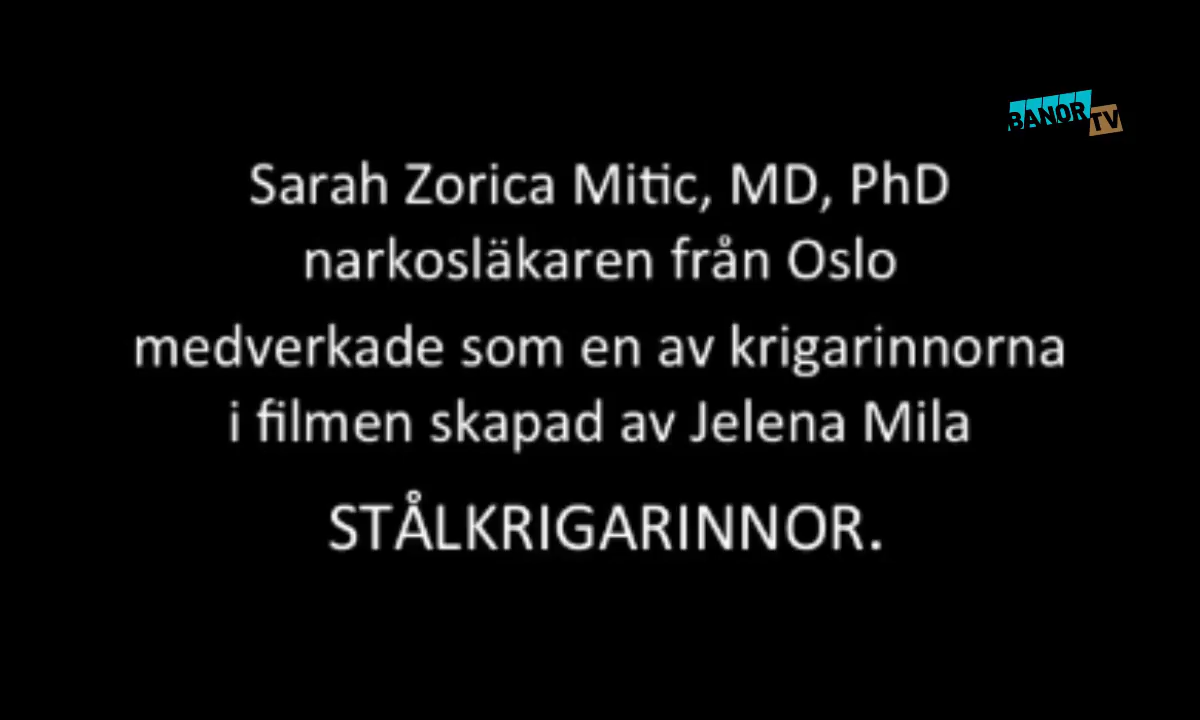 BANOR TV
Sarah Zorica Mitic, MD, PhD
narkosläkaren från Oslo
medverkade som en av krigarinnorna
i filmen skapad av Jelena Mila
STÅLKRIGARINNOR.